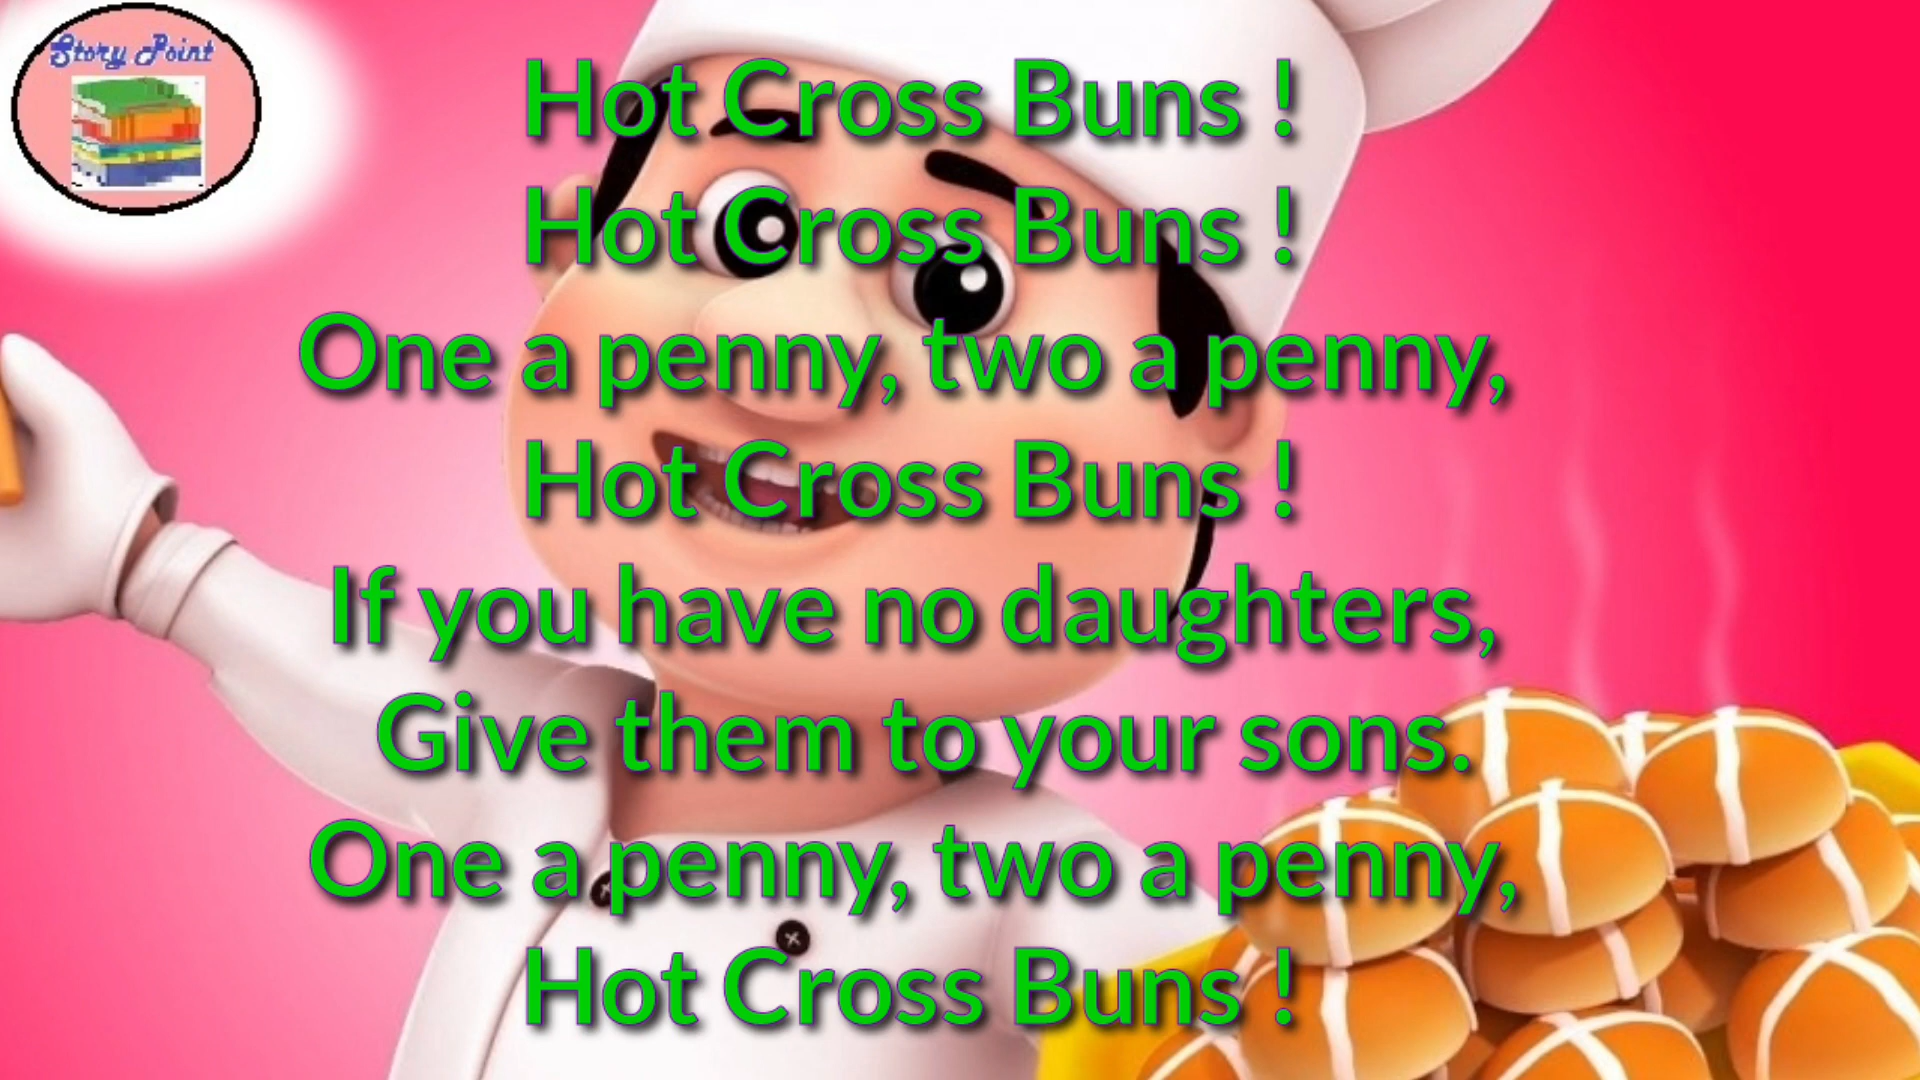 Story Point
Hot Cross Buns !
Hot Cross Buns !
One a penny, two a penny,
Hot Cross Buns !
If you have no daughters,
Give them to your sons.
One a penny, two a penny,
Hot Cross Buns !